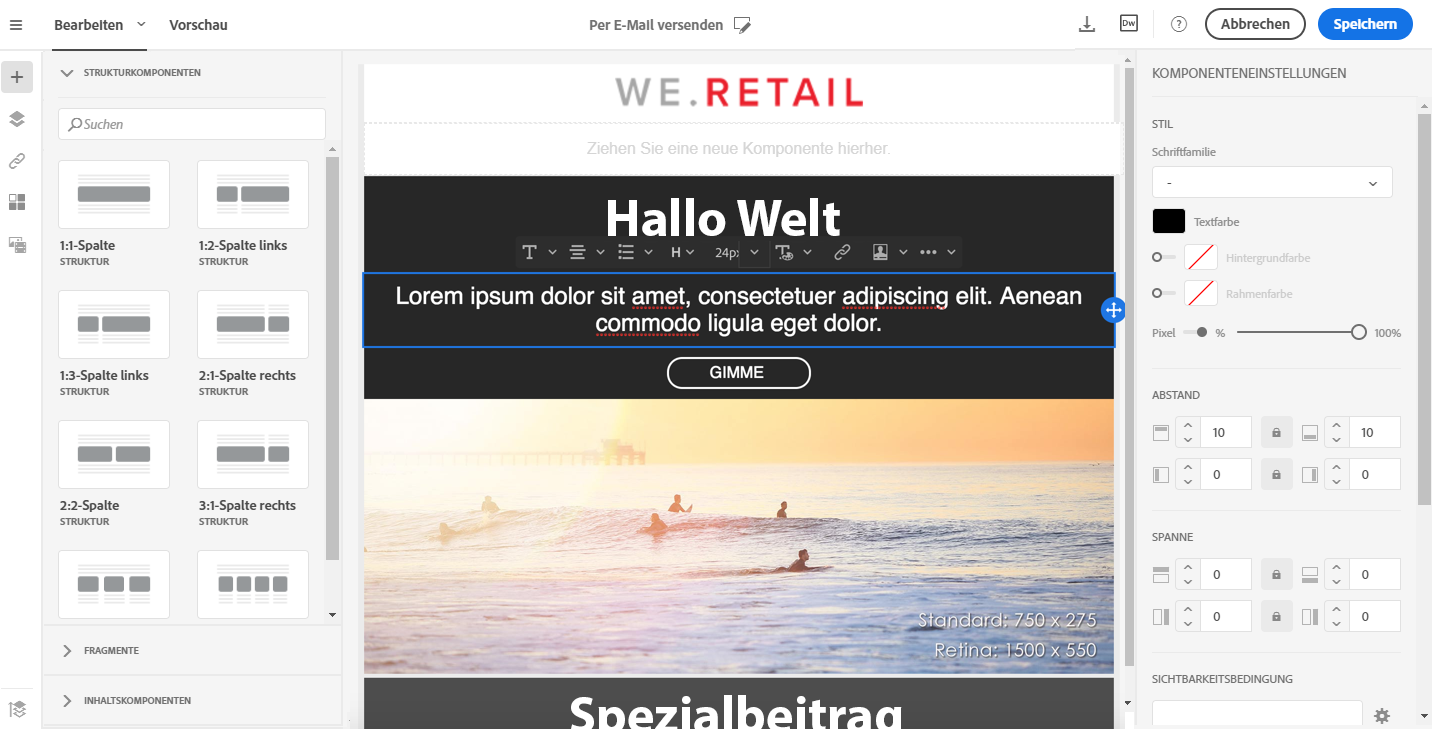 Bearbeiten
Vorschau
Per E-Mail versenden
Dw
?
Abbrechen
Speichern
STRUKTURKOMPONENTEN
Suchen
1:1-Spalte
STRUKTUR
1:2-Spalte links
STRUKTUR
1:3-Spalte links
STRUKTUR
2:1-Spalte rechts
STRUKTUR
2:2-Spalte
STRUKTUR
3:1-Spalte rechts
STRUKTUR
FRAGMENTE
INHALTSKOMPONENTEN
WE.RETAIL
Ziehen Sie eine neue Komponente hierher.
Hallo Welt
T
H
24px
Lorem ipsum dolor sit amet, consectetuer adipiscing elit. Aenean
commodo ligula eget dolor.
GIMME
Standard: 750 x 275
Retina: 1500 x 550
Spezialbeitrag
KOMPONENTENEINSTELLUNGEN
STIL
Schriftfamilie
-
Textfarbe
Hintergrundfarbe
Rahmenfarbe
Pixel % 100%
ABSTAND
10 10
0 0
SPANNE
0 0
0 0
SICHTBARKEITSBEDINGUNG